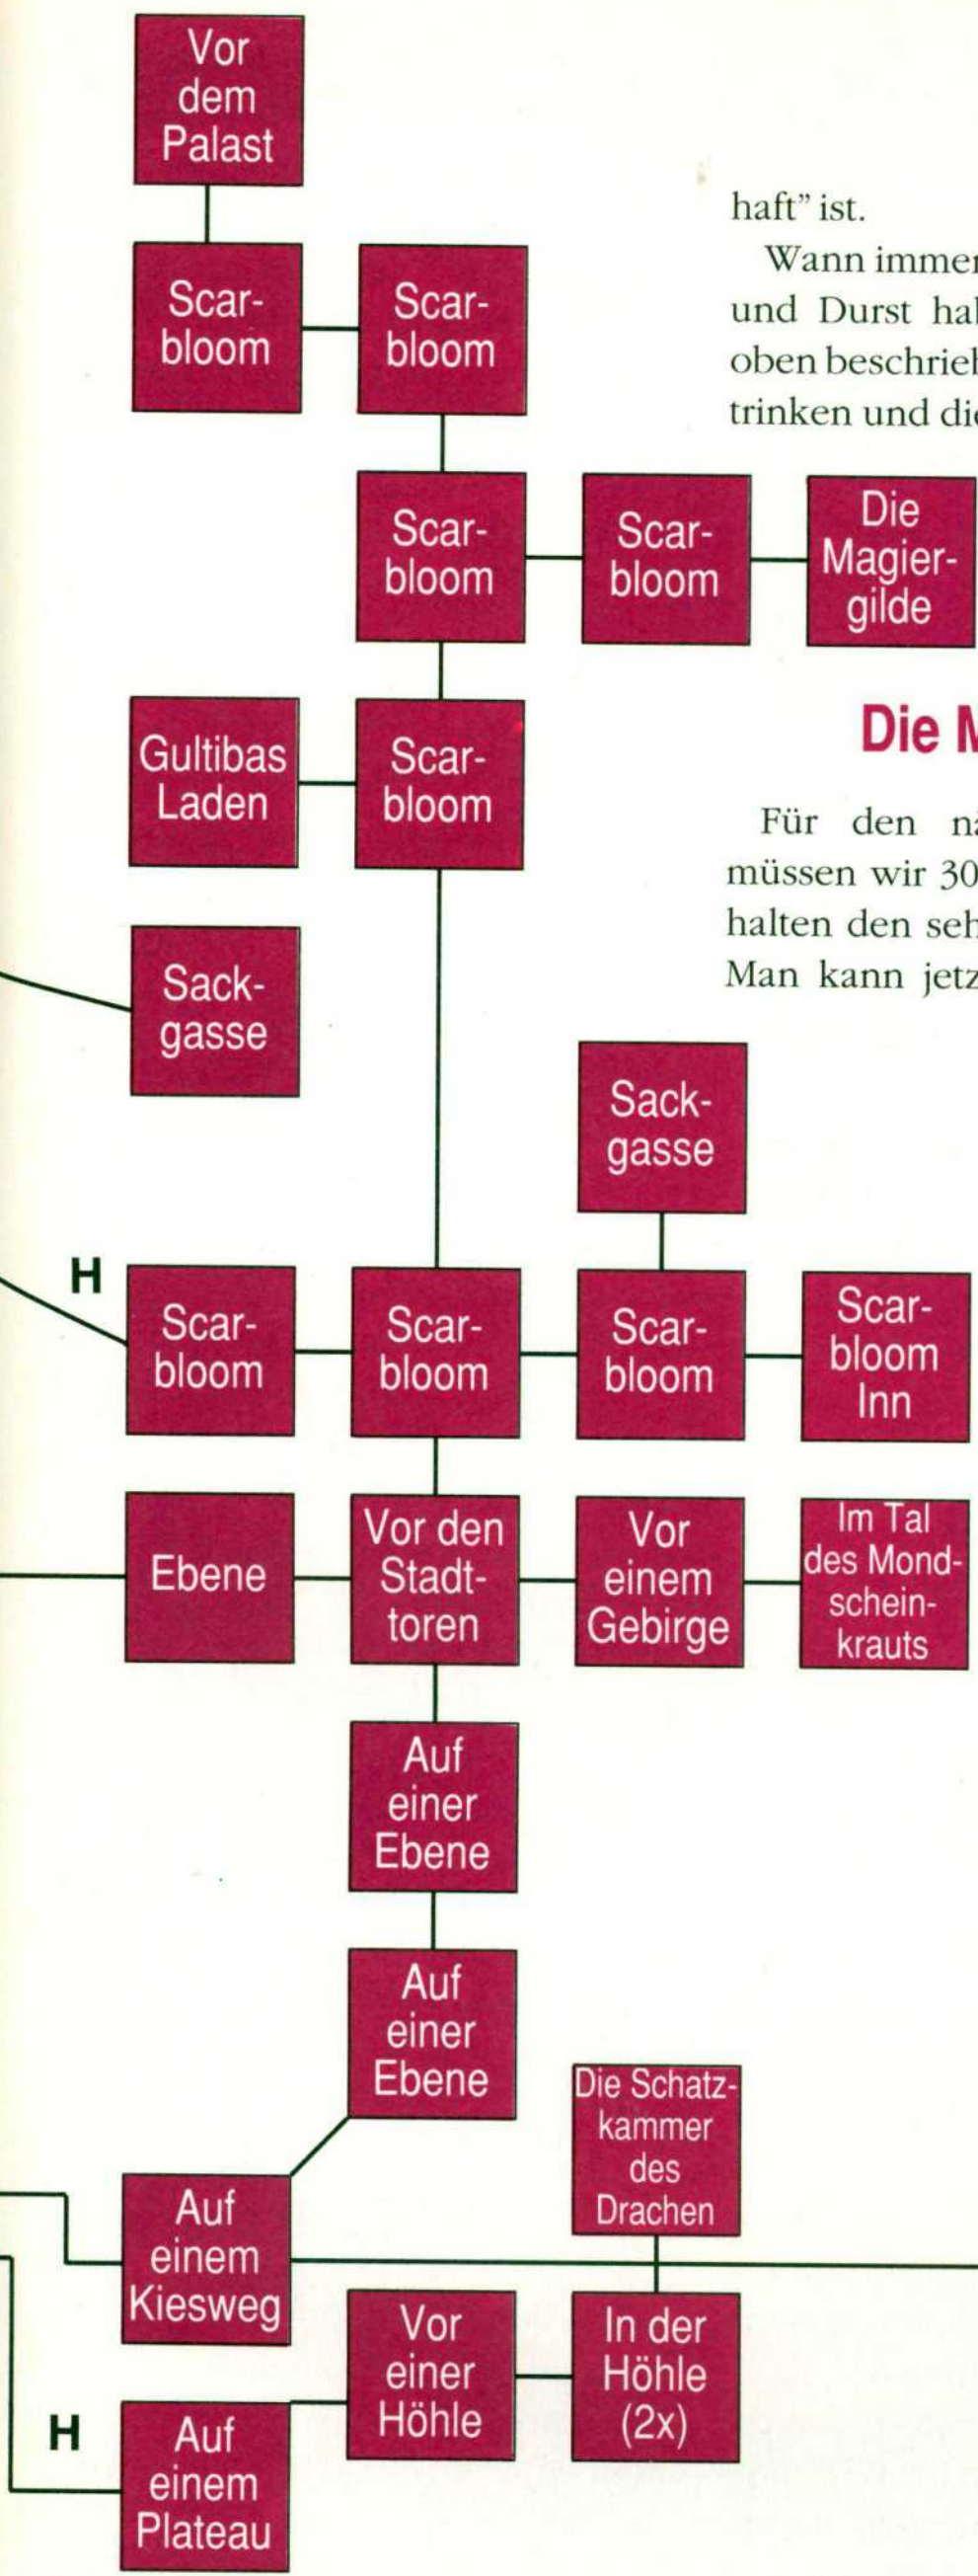 Vor
dem
Palast
haft” ist.
Wann immer
und Durst hal
oben beschrieb
trinken und die
Scar-
bloom
Scar-
bloom
Scar-
bloom
Scar-
bloom
Die
Magier-
gilde
Gultibas
Laden
Scar-
bloom
Die M
Für den nä
müssen wir 30
halten den seh
Man kann jetz
Sack-
gasse
Sack-
gasse
H
Scar-
bloom
Scar-
bloom
Scar-
bloom
Scar-
bloom
Inn
Ebene
Vor den
Stadt-
toren
Vor
einem
Gebirge
Im Tal
des Mond-
schein-
krauts
Auf
einer
Ebene
Auf
einer
Ebene
Die Schatz-
kammer
des
Drachen
Auf
einem
Kiesweg
Vor
einer
Höhle
In der
Höhle
(2x)
H
Auf
einem
Plateau